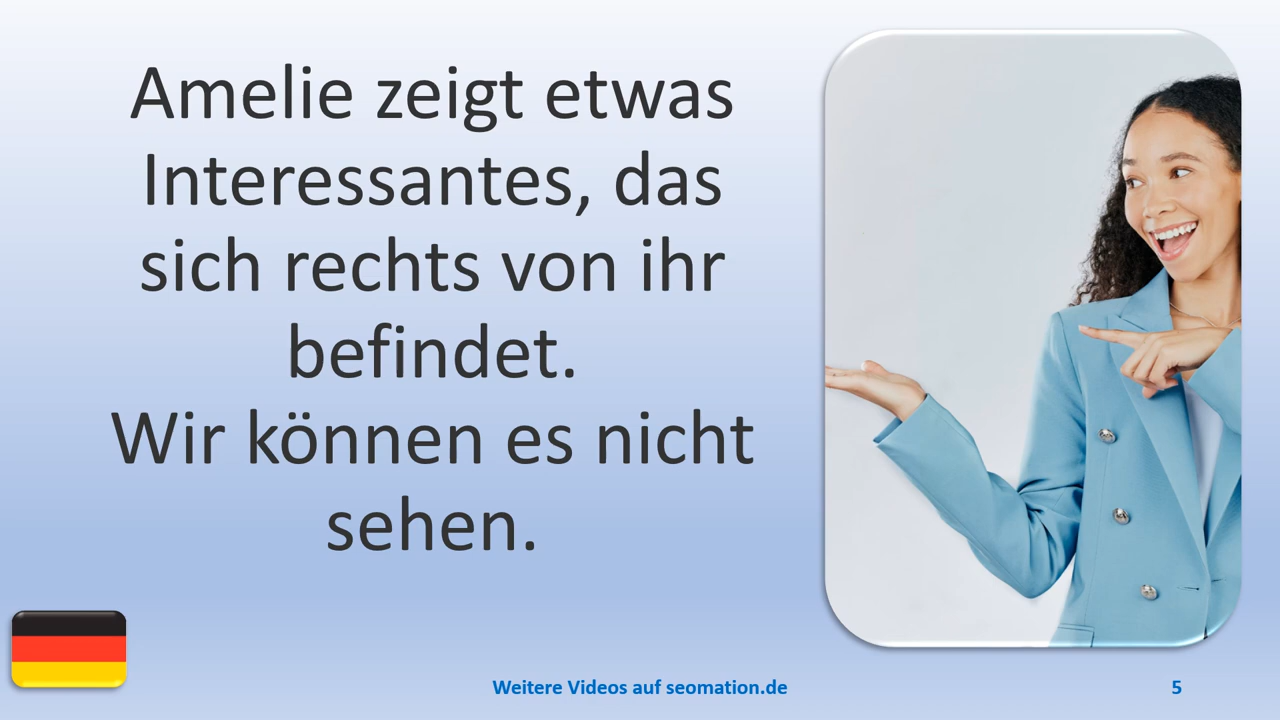 Amelie zeigt etwas
Interessantes, das
sich rechts von ihr
befindet.
Wir können es nicht
sehen.
Weitere Videos auf seomation.de
5